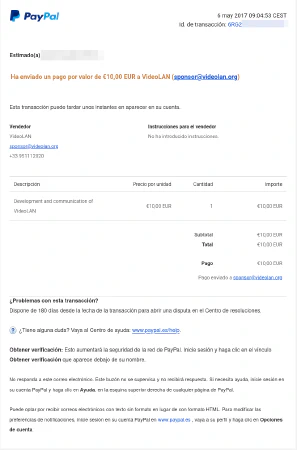 PayPal
6 may 2017 09:04:53 CEST
Id. de transacción: 6RG2
Estimado(a)
Ha enviado un pago por valor de €10,00 EUR a VideoLAN (sponsor@videolan.org)
Esta transacción puede tardar unos instantes en aparecer en su cuenta.
Vendedor
Instrucciones para el vendedor
VideoLAN
No ha introducido instrucciones.
sponsor@videolan.org
Descripción Precio por unidad Cantidad Importe
Development and communication of €10,00 EUR 1 €10,00 EUR
VideoLAN
Subtotal €10,00 EUR
Total €10,00 EUR
Pago €10,00 EUR
Pago enviado a sponsor@videolan.org
¿Problemas con esta transacción?
Dispone de 180 días desde la fecha de la transacción para abrir una disputa en el Centro de resoluciones.
? ¿Tiene alguna duda? Vaya al Centro de ayuda: www.paypal.es/help.
Obtener verificación: Esto aumentará la seguridad de la red de PayPal. Inicie sesión y haga clic en el vínculo
Obtener verificación que aparece debajo de su nombre.
No responda a este correo electrónico. Este buzón no se supervisa y no recibirá respuesta. Si necesita ayuda, inicie sesión en
su cuenta PayPal y haga clic en Ayuda, en la esquina superior derecha de cualquier página de PayPal.
Puede optar por recibir correos electrónicos con texto sin formato en lugar de con formato HTML. Para modificar las
preferencias de notificaciones, inicie sesión en su cuenta PayPal en www.paypal.es , vaya a su perfil y haga clic en Opciones
de cuenta.